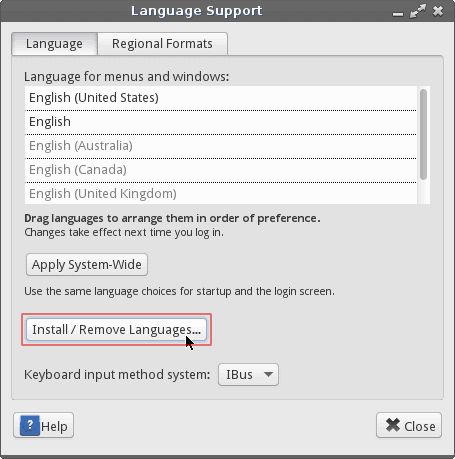 Language Support
Language
Regional Formats
Language for menus and windows:
English (United States)
English
English (Australia)
English (Canada)
English (United Kingdom)
Drag languages to arrange them in order of preference.
Changes take effect next time you log in.
Apply System-Wide
Use the same language choices for startup and the login screen.
Install / Remove Languages...
Keyboard input method system: IBus
? Help
Close